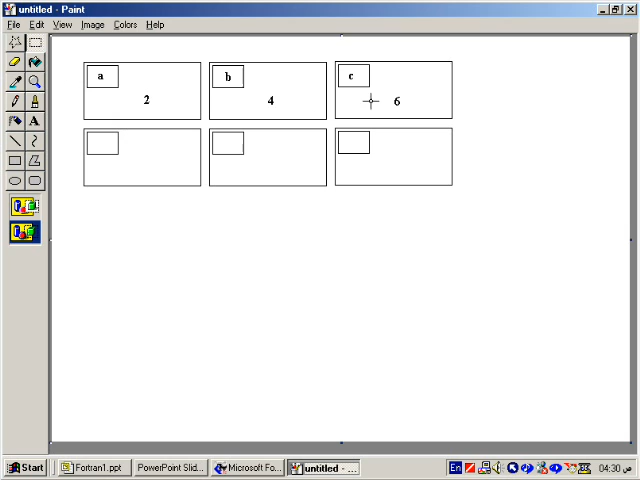 untitled - Paint
File Edit View Image Colors Help
a b c
2 4 6
Start Fortran1.ppt PowerPoint Slid... Microsoft Fo... untitled - ... En 04:30 ص